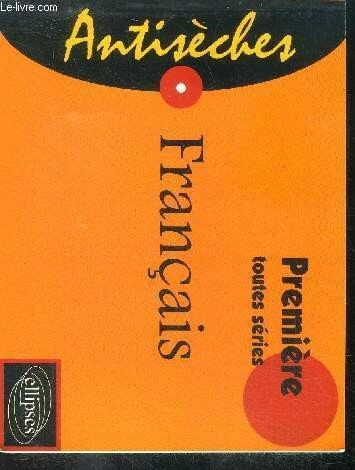 Le-livre.com
Antisèches
Français
Première
toutes séries
ellipses